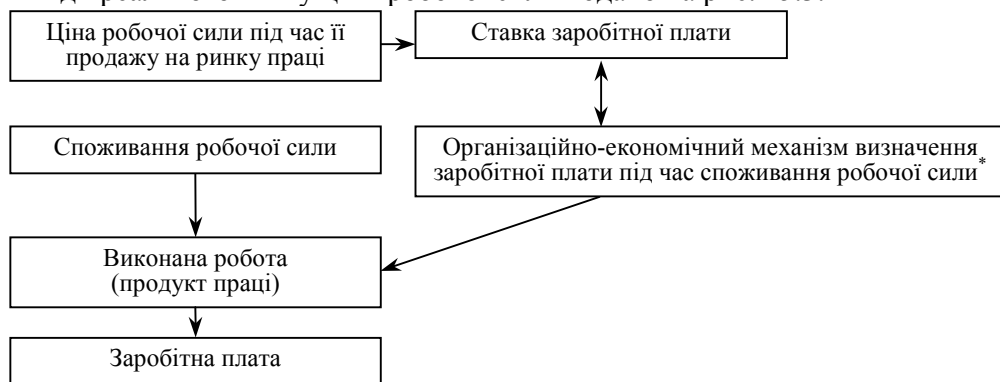 Ціна робочої сили під час її
продажу на ринку праці
Ставка заробітної плати
Споживання робочої сили
Організаційно-економічний механізм визначення
заробітної плати під час споживання робочої сили*
Виконана робота
(продукт праці)
Заробітна плата